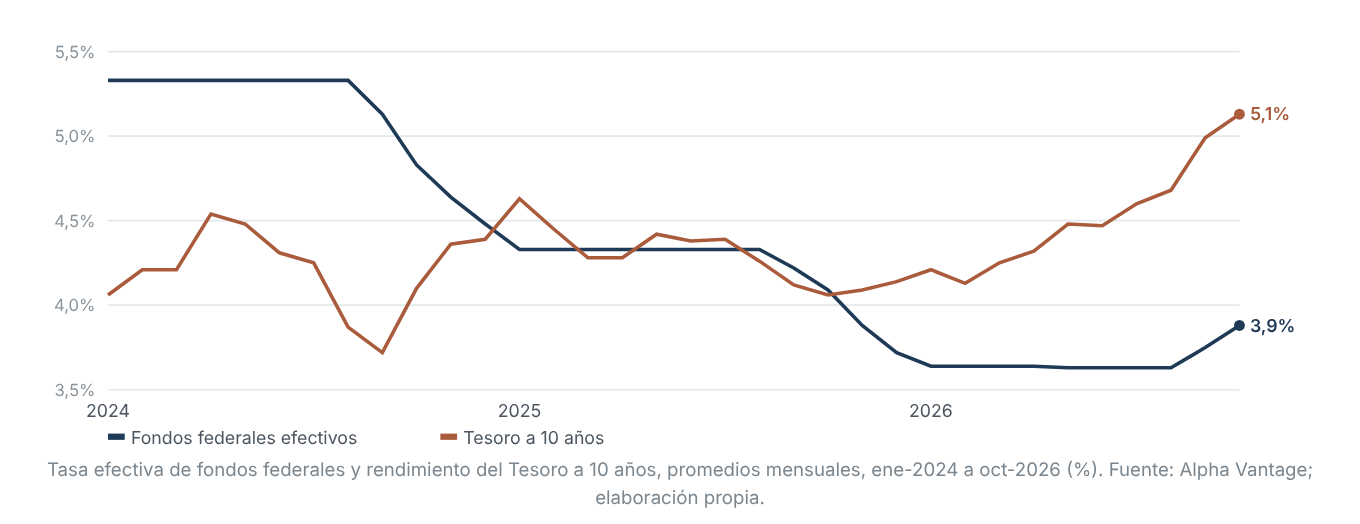 5,5%
5,0%
4,5%
4,0%
3,5%
5,1%
3,9%
2024 2025 2026
Fondos federales efectivos Tesoro a 10 años
Tasa efectiva de fondos federales y rendimiento del Tesoro a 10 años, promedios mensuales, ene-2024 a oct-2026 (%). Fuente: Alpha Vantage;
elaboración propia.